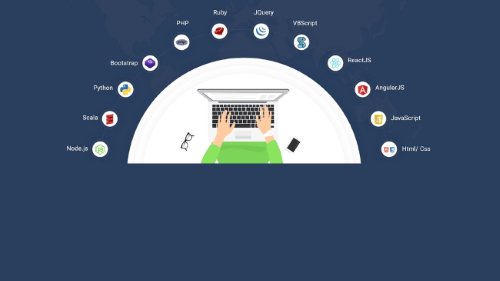 Ruby
JQuery
PHP
VBScript
Bootstrap
ReactJS
Python
AngularJS
Scala
JavaScript
Node.js
Html/ Css